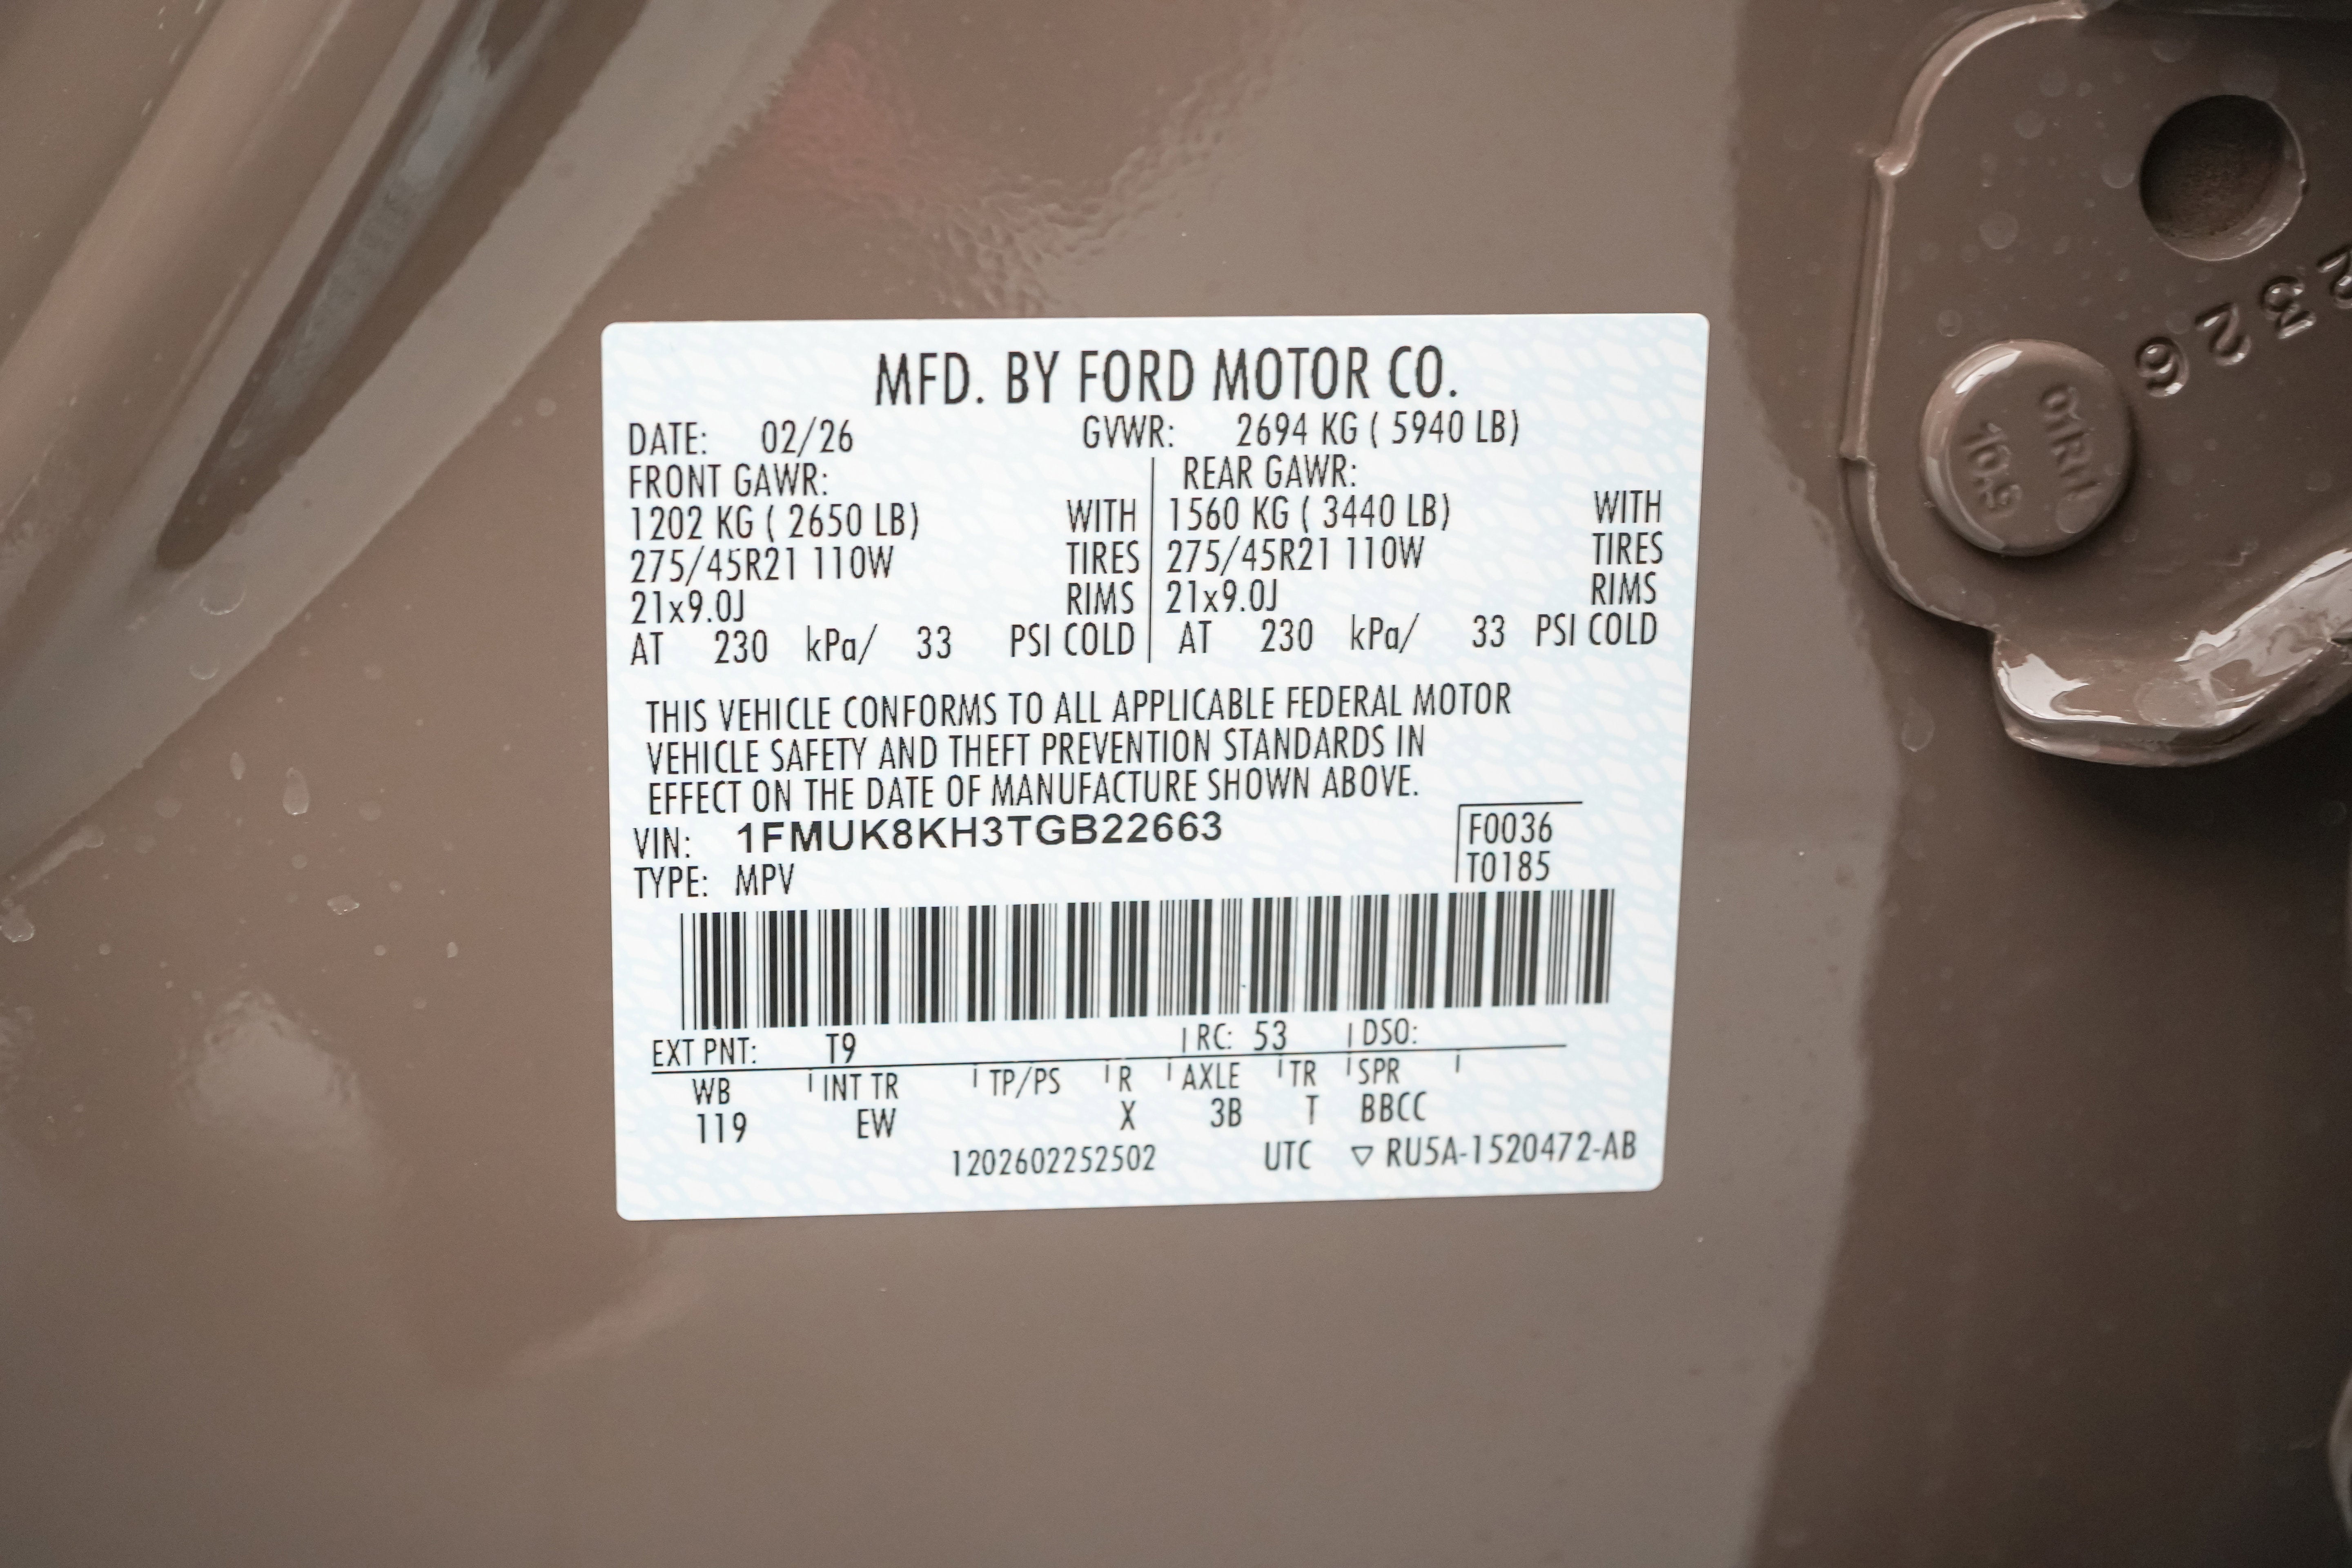 MFD. BY FORD MOTOR CO.
DATE: 02/26 GVWR: 2694 KG ( 5940 LB)
FRONT GAWR: REAR GAWR:
1202 KG ( 2650 LB) WITH 1560 KG ( 3440 LB) WITH
275/45R21 110W TIRES 275/45R21 110W TIRES
21x9.0J RIMS 21x9.0J RIMS
AT 230 kPa/ 33 PSI COLD AT 230 kPa/ 33 PSI COLD
THIS VEHICLE CONFORMS TO ALL APPLICABLE FEDERAL MOTOR
VEHICLE SAFETY AND THEFT PREVENTION STANDARDS IN
EFFECT ON THE DATE OF MANUFACTURE SHOWN ABOVE.
VIN: 1FMUK8KH3TGB22663 F0036
TYPE: MPV T0185
EXT PNT: T9 RC: 53 DSO:
WB INT TR TP/PS R AXLE TR SPR
119 EW X 3B T BBCC
1202602252502 UTC ▽ RU5A-1520472-AB